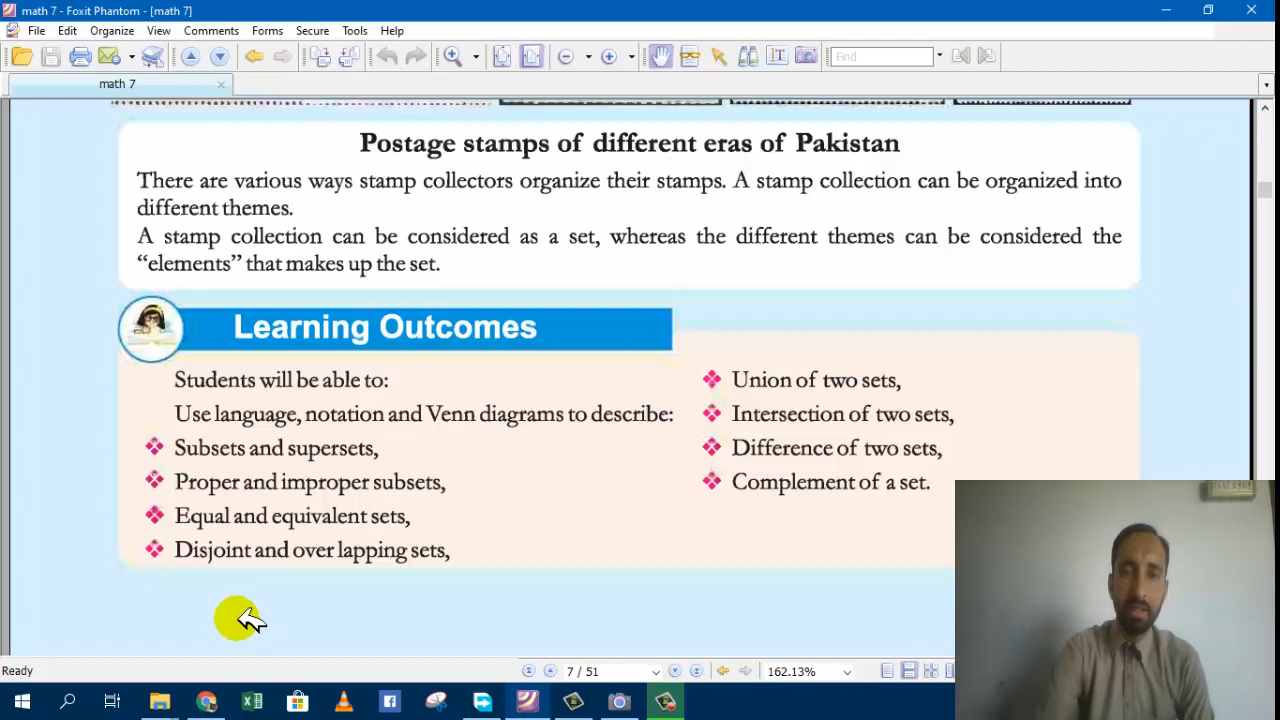 math 7 - Foxit Phantom - [math 7]
File Edit Organize View Comments Forms Secure Tools Help
Find
math 7
Postage stamps of different eras of Pakistan
There are various ways stamp collectors organize their stamps. A stamp collection can be organized into
different themes.
A stamp collection can be considered as a set, whereas the different themes can be considered the
“elements” that makes up the set.
Learning Outcomes
Students will be able to:
Use language, notation and Venn diagrams to describe:
Subsets and supersets,
Proper and improper subsets,
Equal and equivalent sets,
Disjoint and over lapping sets,
Union of two sets,
Intersection of two sets,
Difference of two sets,
Complement of a set.
Ready 7 / 51 162.13%